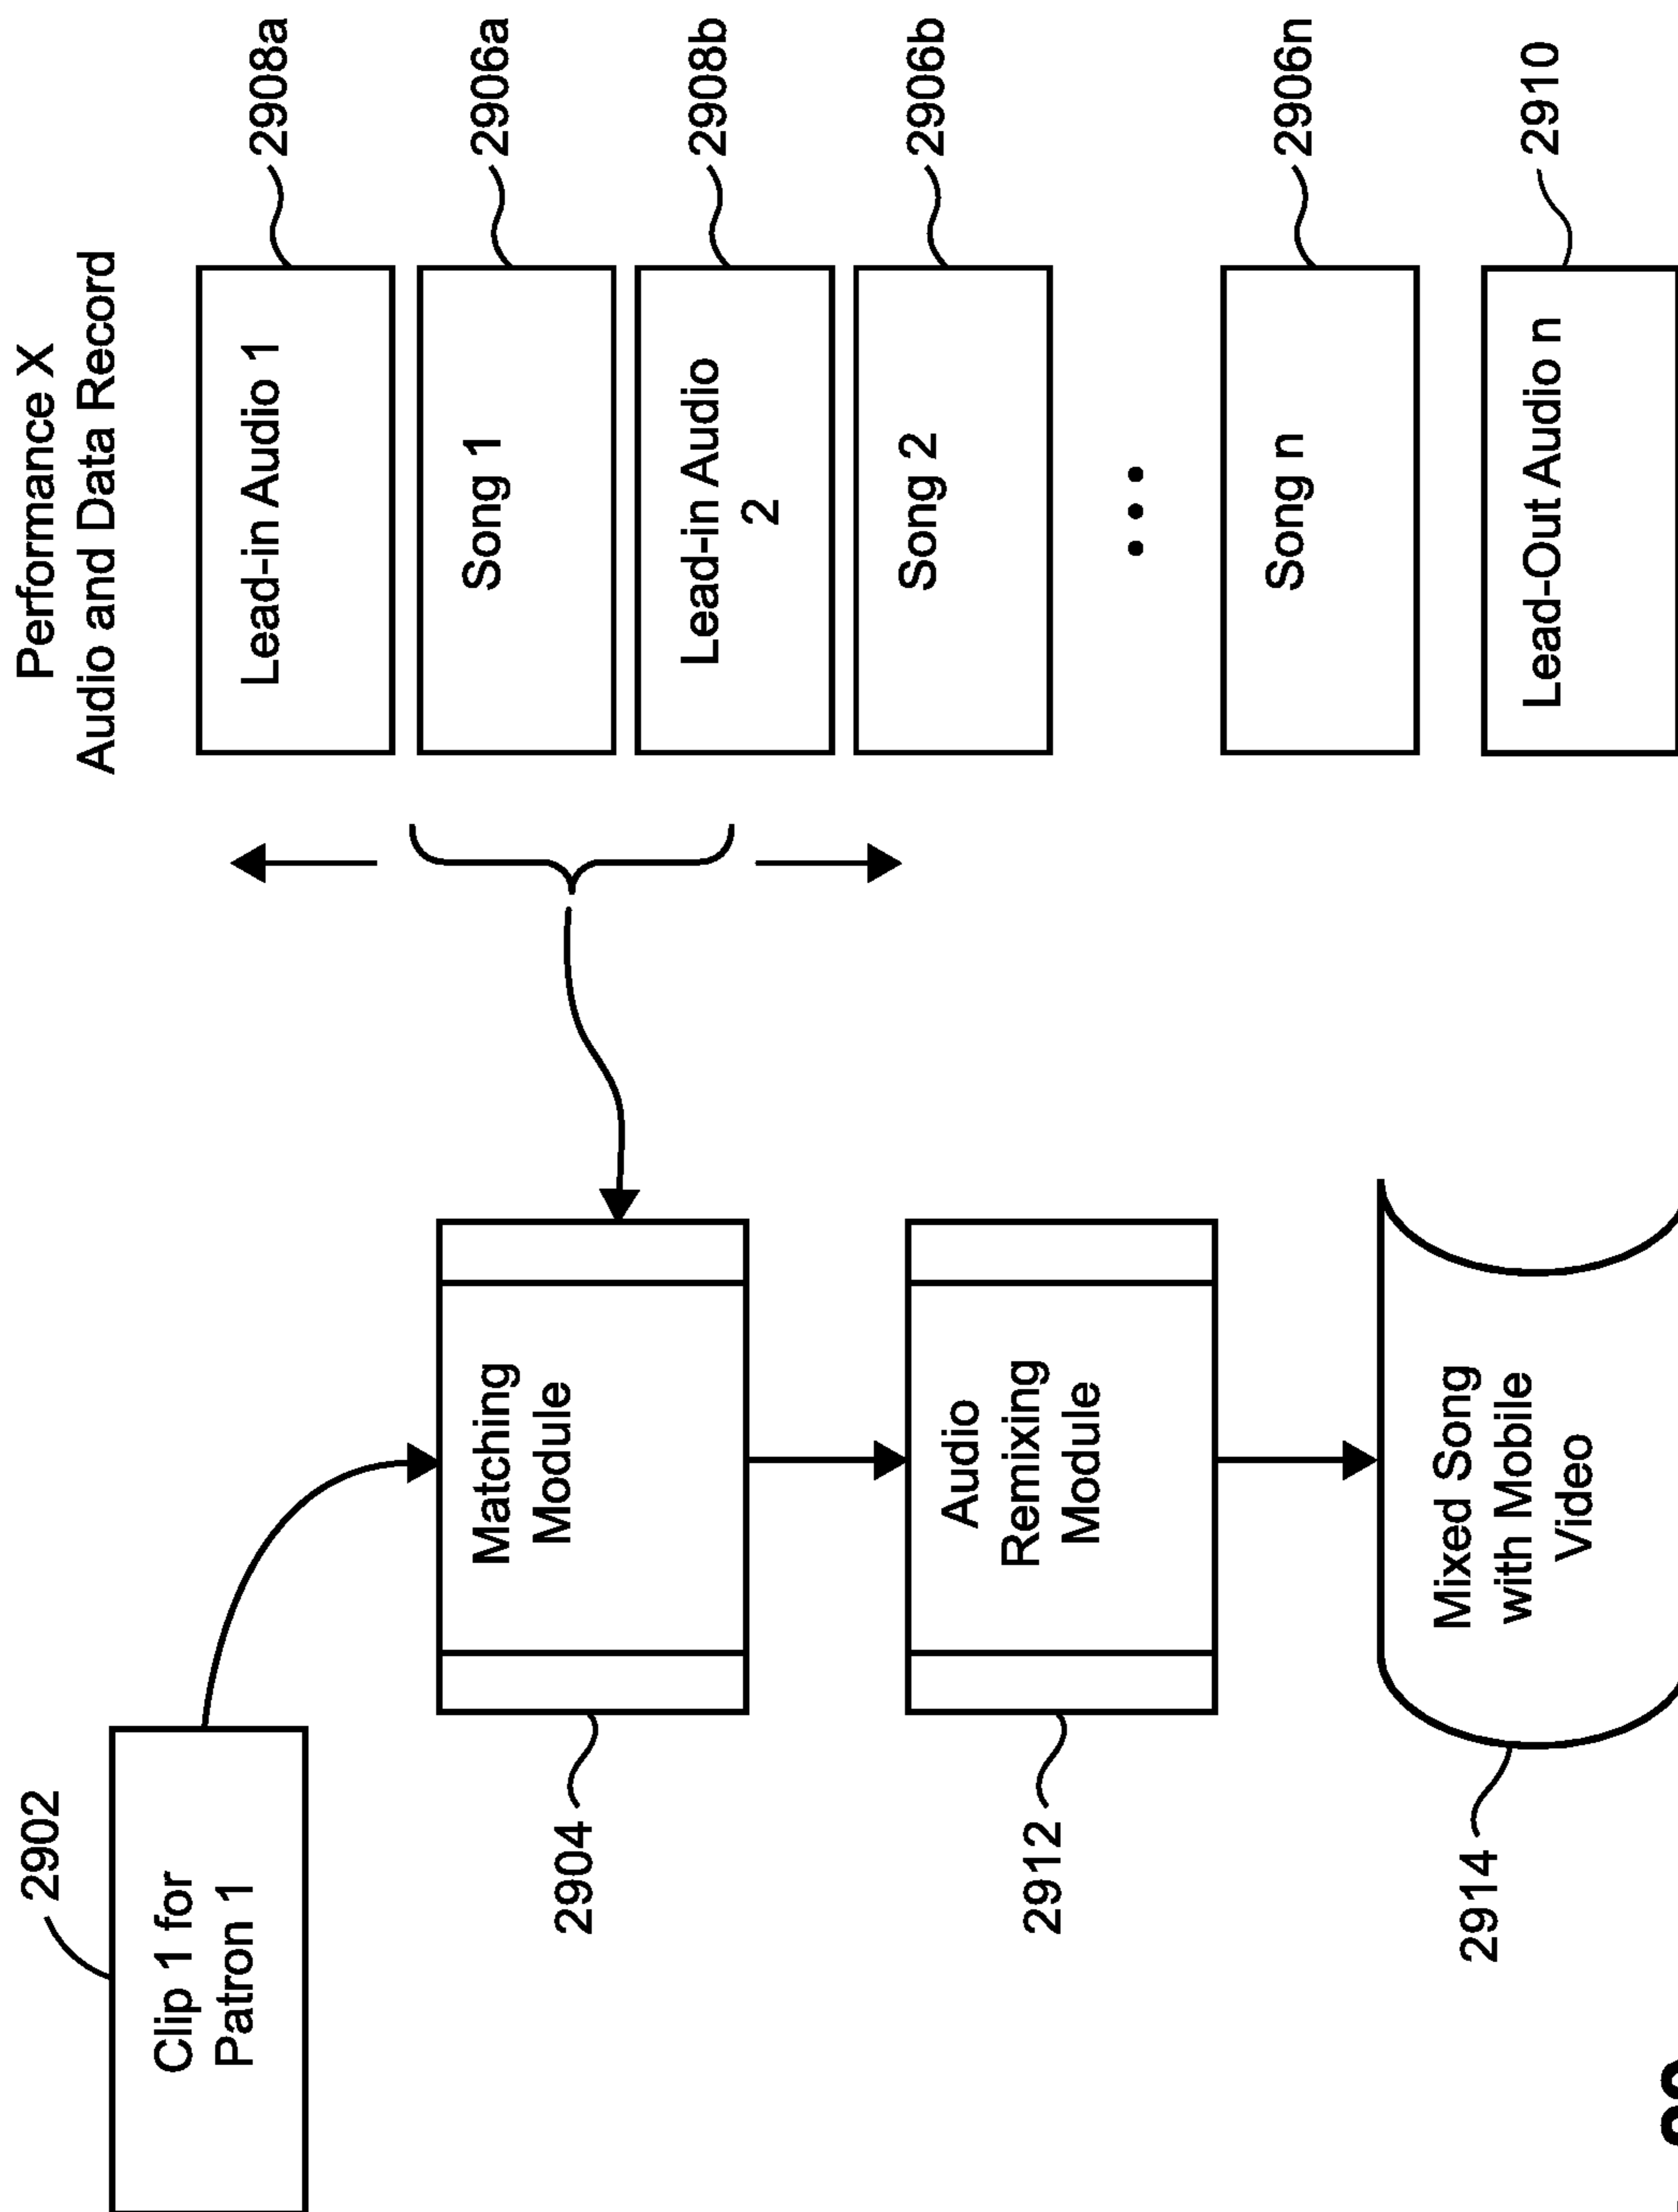 Performance X
Audio and Data Record
2902
Clip 1 for
Patron 1
Lead-in Audio 1
2908a
Matching
Module
2904
Song 1
2906a
Lead-in Audio
2
2908b
Song 2
2906b
Audio
Remixing
Module
2912
• • •
Song n
2906n
Mixed Song
with Mobile
Video
2914
Lead-Out Audio n
2910